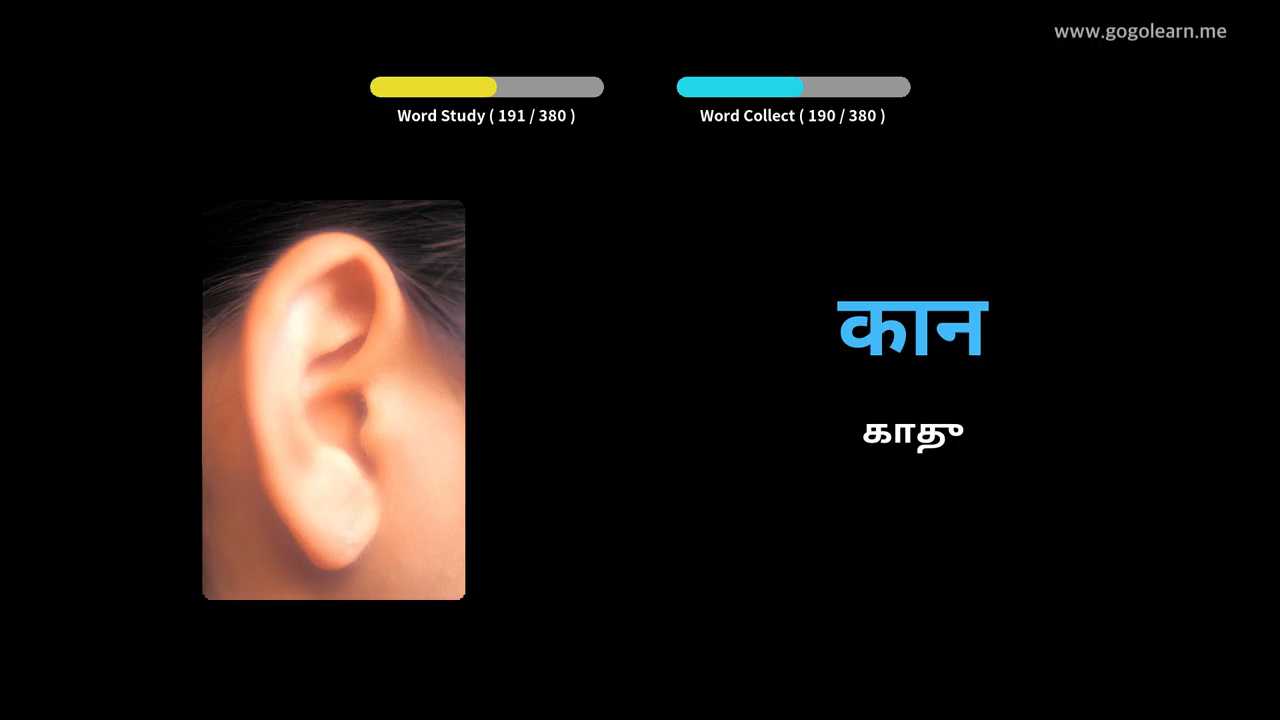 www.gogolearn.me
Word Study ( 191 / 380 )
Word Collect ( 190 / 380 )
कान
காது